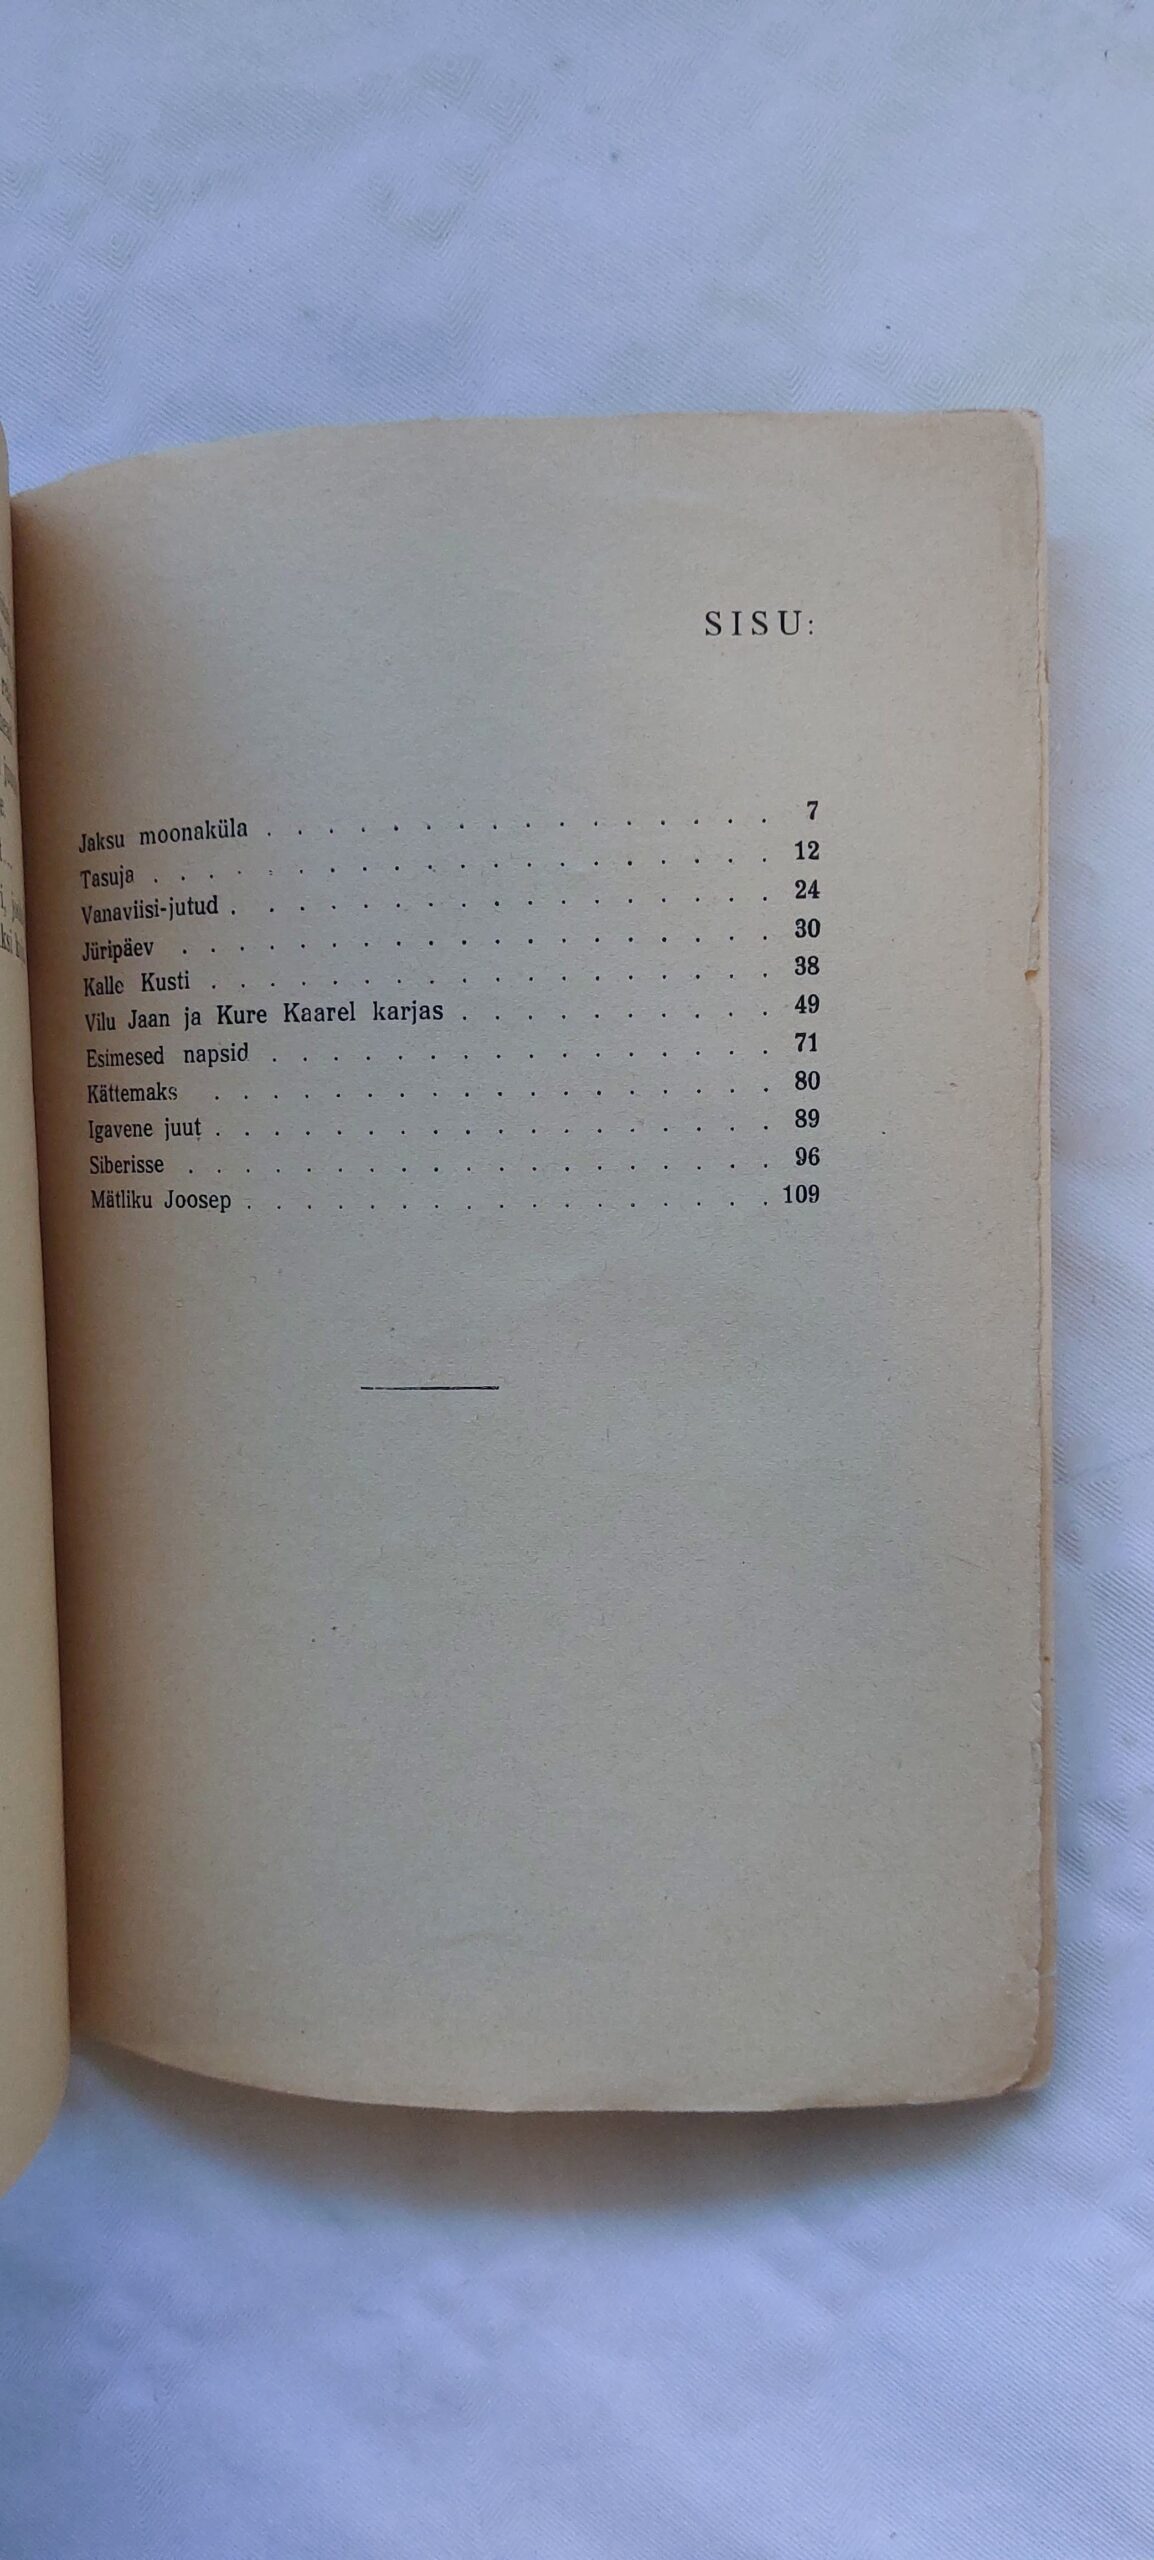 SISU:
Jaksu moonaküla . . . . . . . . . . . . . . . . 7
Tasuja . . . . . . . . . . . . . . . . . . . 12
Vanaviisi-jutud . . . . . . . . . . . . . . . . . 24
Jüripäev . . . . . . . . . . . . . . . . . . . 30
Kalle Kusti . . . . . . . . . . . . . . . . . . 38
Vilu Jaan ja Kure Kaarel karjas . . . . . . . . . . 49
Esimesed napsid . . . . . . . . . . . . . . . . 71
Kättemaks . . . . . . . . . . . . . . . . . . 80
Igavene juut . . . . . . . . . . . . . . . . . . 89
Siberisse . . . . . . . . . . . . . . . . . . . 96
Mätliku Joosep . . . . . . . . . . . . . . . . . 109